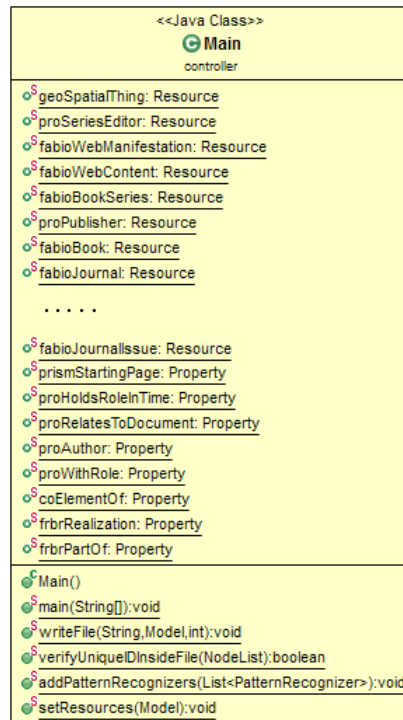 <<Java Class>>
Main
controller
geoSpatialThing: Resource
proSeriesEditor: Resource
fabioWebManifestation: Resource
fabioWebContent: Resource
fabioBookSeries: Resource
proPublisher: Resource
fabioBook: Resource
fabioJournal: Resource
. . . . .
fabioJournalIssue: Resource
prismStartingPage: Property
proHoldsRoleInTime: Property
proRelatesToDocument: Property
proAuthor: Property
proWithRole: Property
coElementOf: Property
frbrRealization: Property
frbrPartOf: Property
Main()
main(String[]):void
writeFile(String,Model,int):void
verifyUniqueIDInsideFile(NodeList):boolean
addPatternRecognizers(List<PatternRecognizer>):void
setResources(Model):void